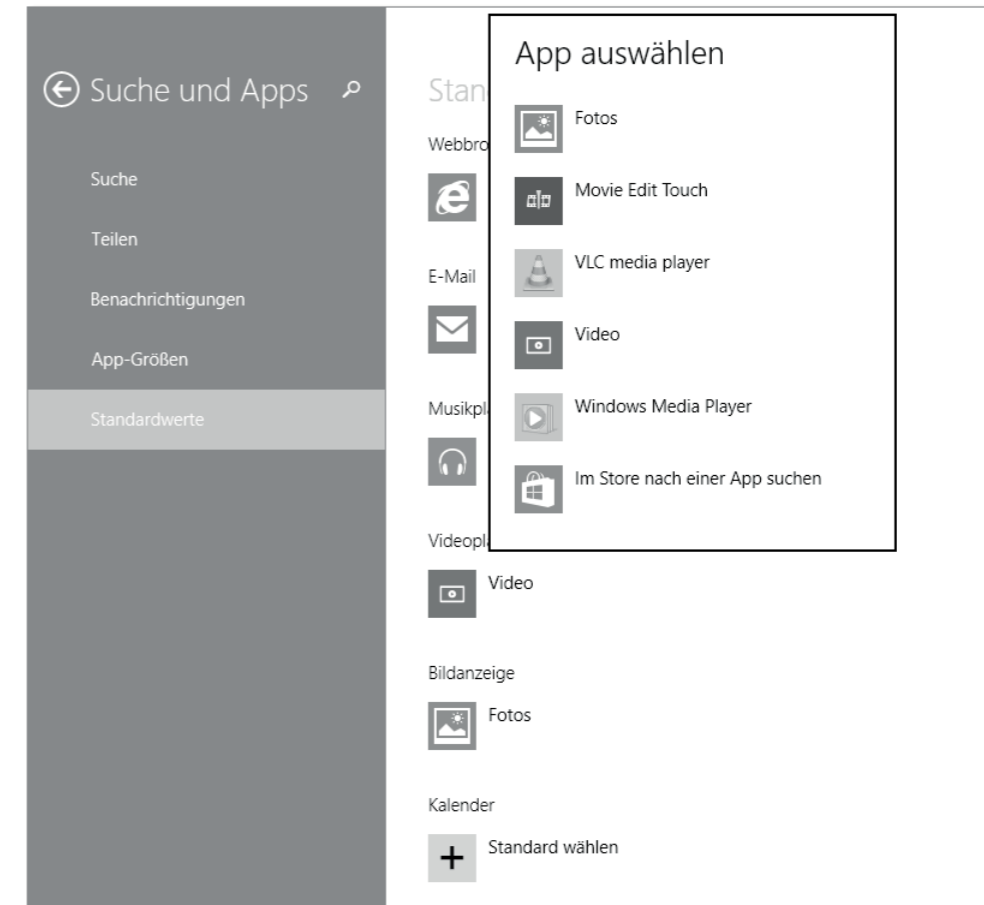 Suche und Apps
Suche
Teilen
Benachrichtigungen
App-Größen
Standardwerte
Stan
Webbro
E-Mail
Musikpl
Videopl
Video
Bildanzeige
Fotos
Kalender
Standard wählen
App auswählen
Fotos
Movie Edit Touch
VLC media player
Video
Windows Media Player
Im Store nach einer App suchen